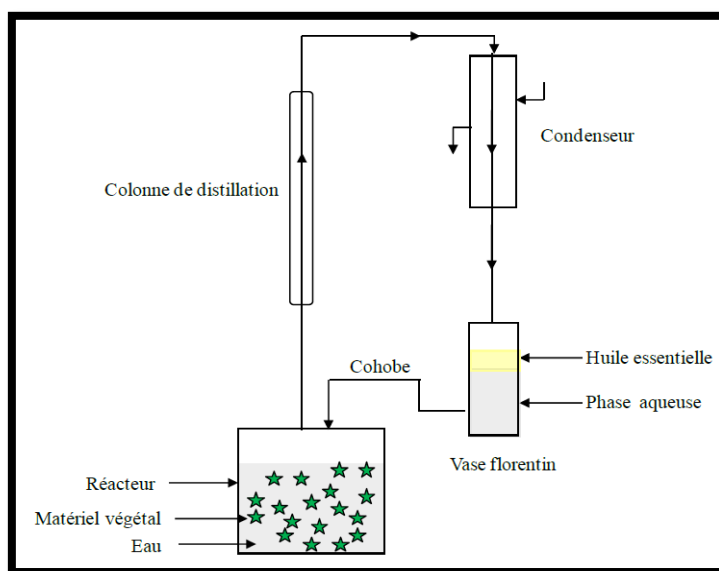 Condenseur
Colonne de distillation
Huile essentielle
Cohobe
Phase aqueuse
Vase florentin
Réacteur
Matériel végétal
Eau